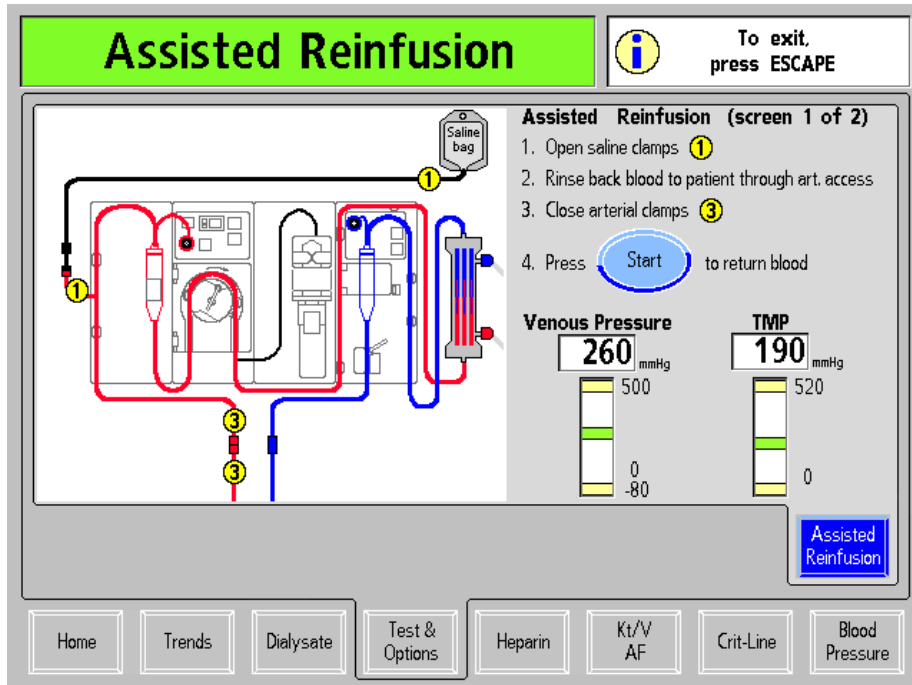 Assisted Reinfusion
To exit,
press ESCAPE
Saline
bag
1
1
3
3
Assisted Reinfusion (screen 1 of 2)
1. Open saline clamps 1
2. Rinse back blood to patient through art. access
3. Close arterial clamps 3
4. Press Start to return blood
Venous Pressure
260 mmHg
500
0
-80
TMP
190 mmHg
520
0
Assisted
Reinfusion
Home
Trends
Dialysate
Test &
Options
Heparin
Kt/V
AF
Crit-Line
Blood
Pressure